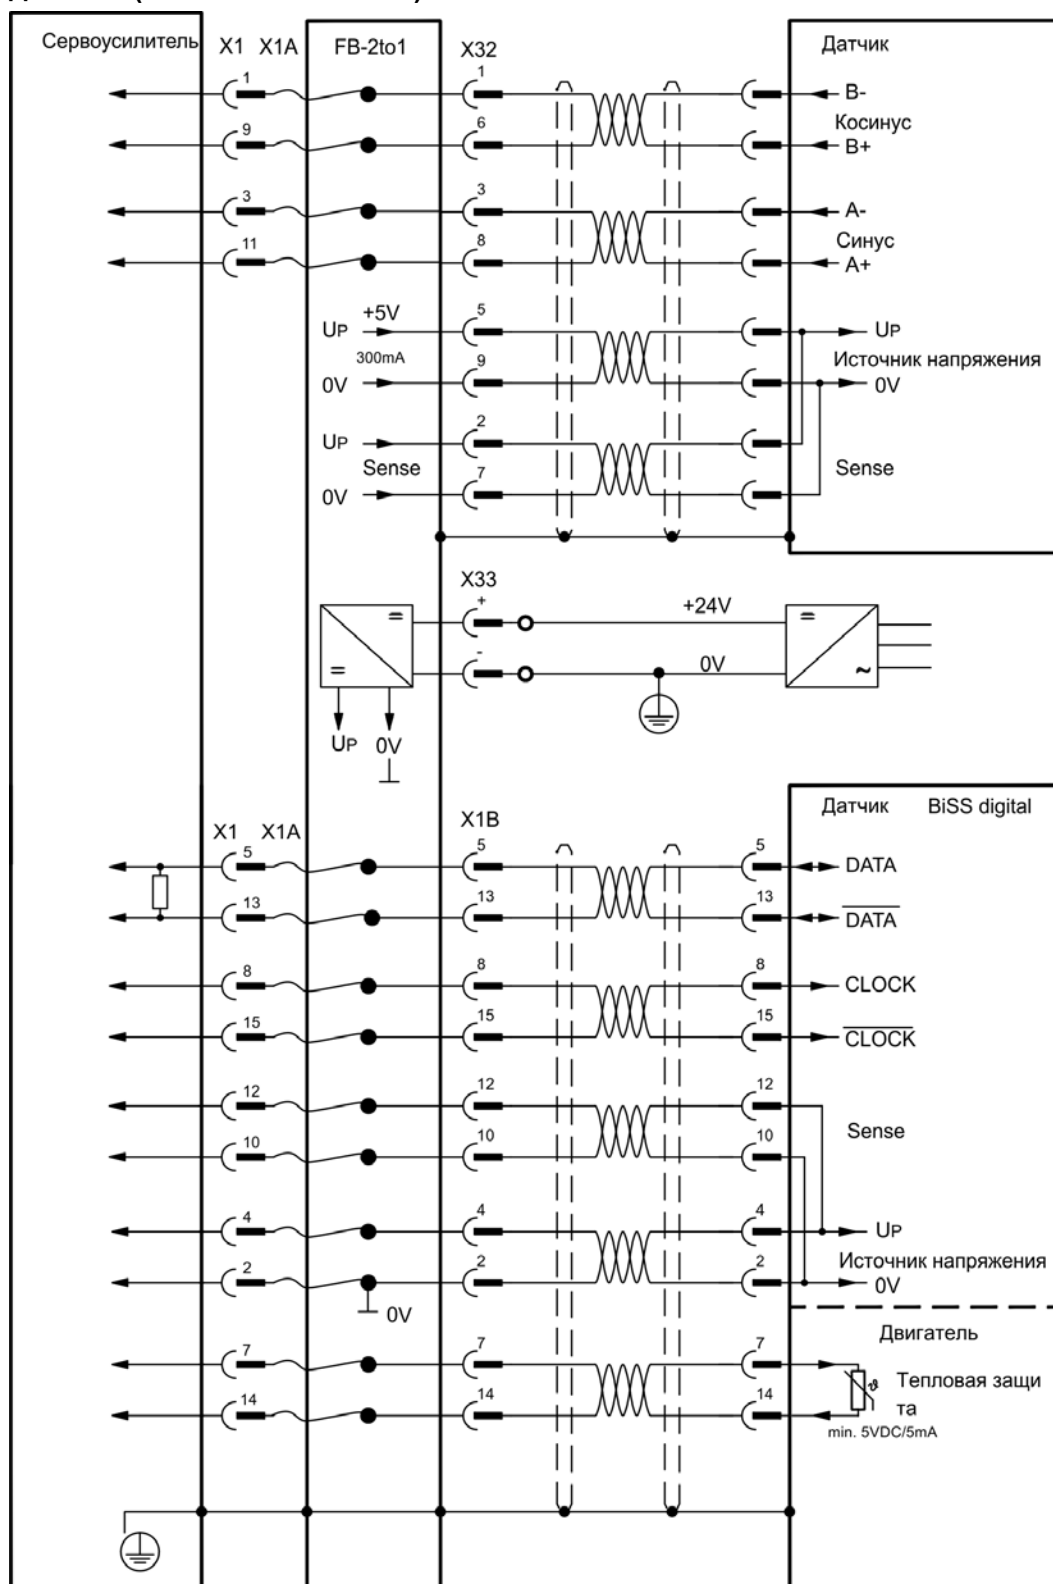 Сервоусилитель X1 X1A FB-2to1 X32 Датчик
1 1 B-
Косинус
9 6 B+
3 3 A-
Синус
11 8 A+
+5V 5
UP UP
300mA 9 Источник напряжения
0V 0V
2
UP
Sense 7 Sense
0V
X33
+ +24V = =
- 0V = ~
UP 0V
Датчик BiSS digital
X1 X1A X1B
5 5 5 DATA
13 13 13 DATA
8 8 8 CLOCK
15 15 15 CLOCK
12 12 12
Sense
10 10 10
4 4 4 UP
Источник напряжения
2 2 2 0V
0V
Двигатель
7 7 7
ϑ Тепловая защи
14 14 14 та
min. 5VDC/5mA